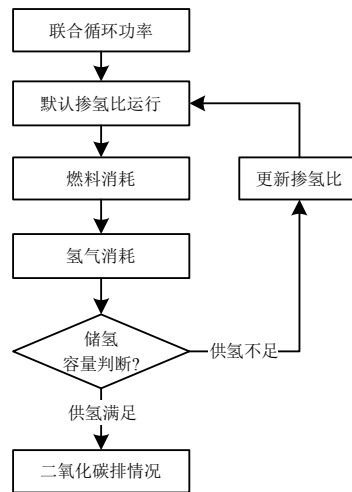 联合循环功率
默认掺氢比运行
燃料消耗
更新掺氢比
氢气消耗
储氢
容量判断?
供氢不足
供氢满足
二氧化碳排情况